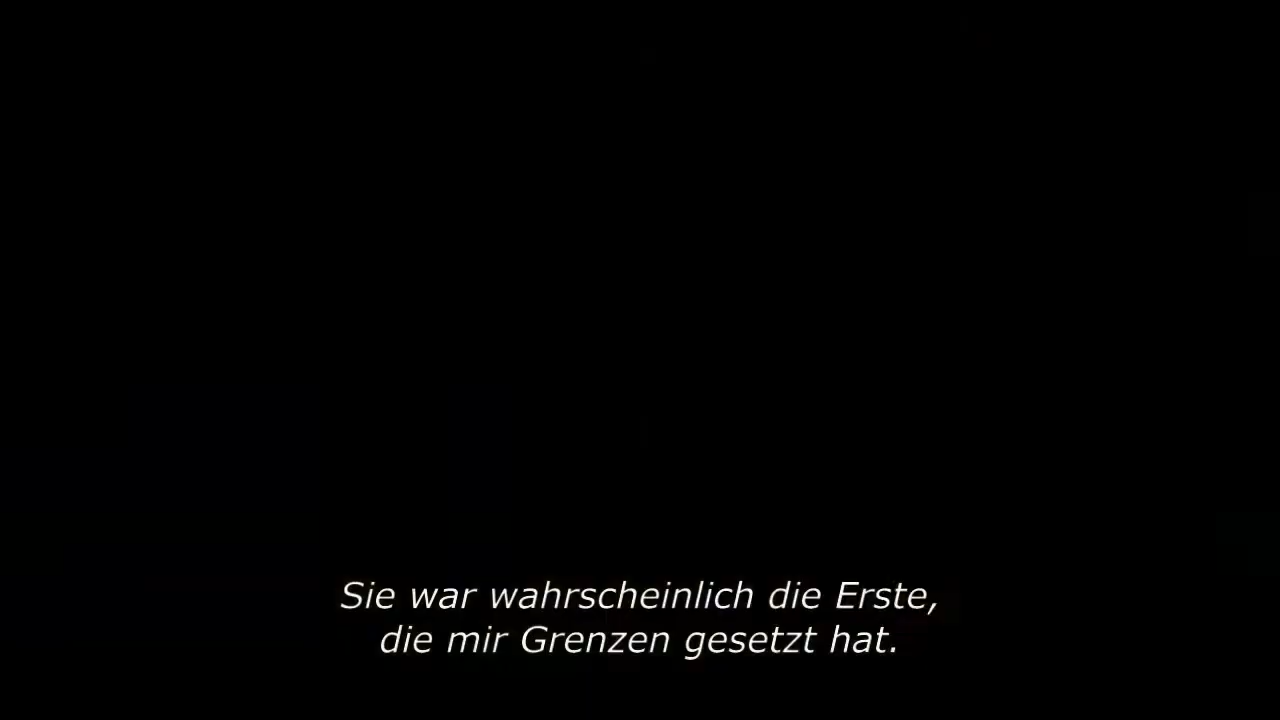 Sie war wahrscheinlich die Erste,
die mir Grenzen gesetzt hat.